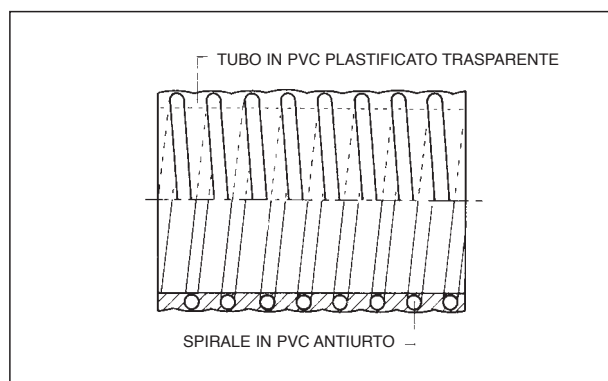 TUBO IN PVC PLASTIFICATO TRASPARENTE
SPIRALE IN PVC ANTIURTO